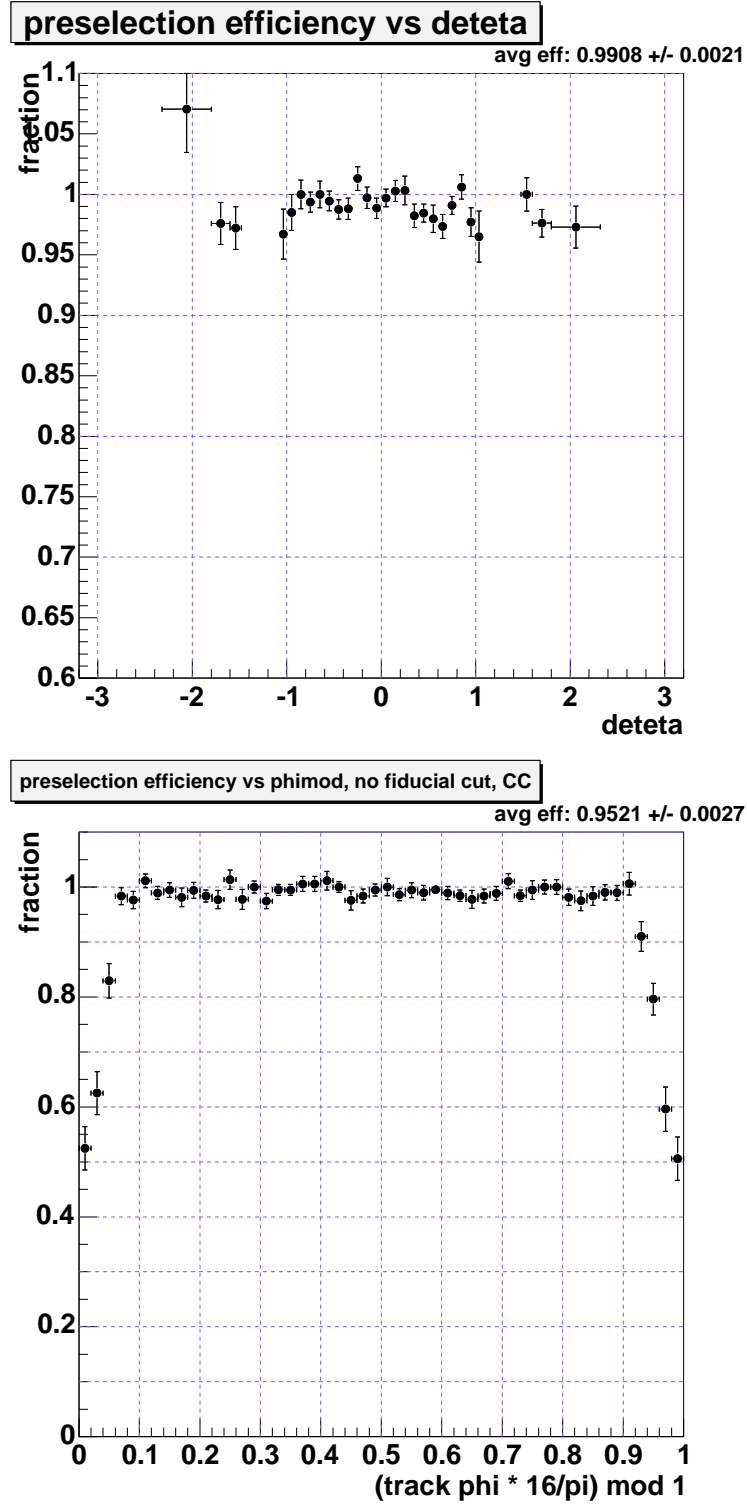 preselection efficiency vs deteta
avg eff: 0.9908 +/- 0.0021
fraction
1.1
1.05
1
0.95
0.9
0.85
0.8
0.75
0.7
0.65
0.6
-3 -2 -1 0 1 2 3
deteta
preselection efficiency vs phimod, no fiducial cut, CC
avg eff: 0.9521 +/- 0.0027
fraction
1
0.8
0.6
0.4
0.2
0
0 0.1 0.2 0.3 0.4 0.5 0.6 0.7 0.8 0.9 1
(track phi * 16/pi) mod 1